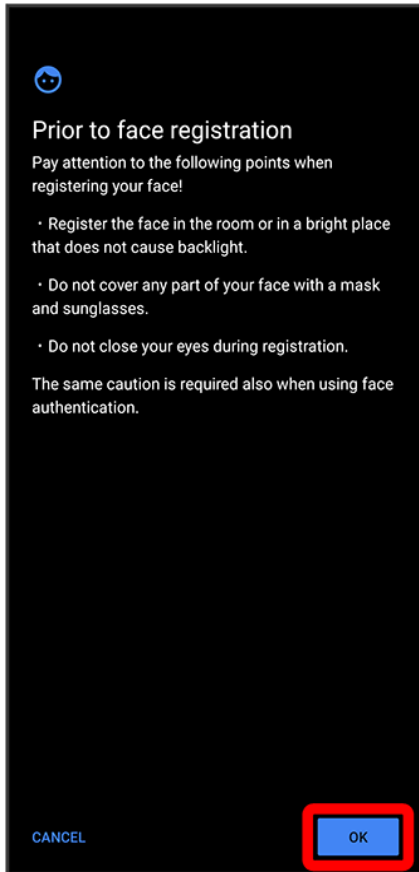 Prior to face registration
Pay attention to the following points when
registering your face!
・Register the face in the room or in a bright place
that does not cause backlight.
・Do not cover any part of your face with a mask
and sunglasses.
・Do not close your eyes during registration.
The same caution is required also when using face
authentication.
CANCEL
OK